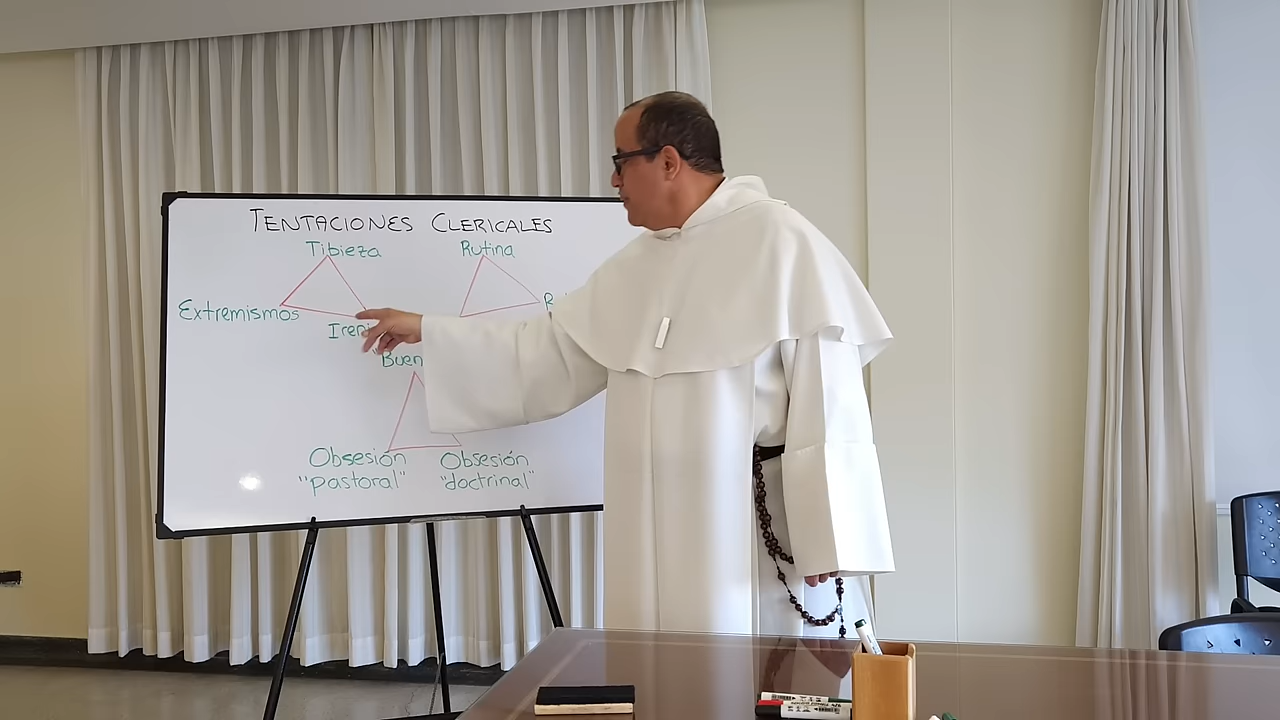 TENTACIONES CLERICALES
Tibieza
Rutina
Extremismos
Obsesión
"pastoral"
Obsesión
"doctrinal"